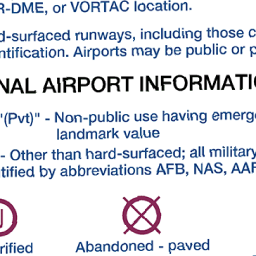 R-DME, or VORTAC location.
d-surfaced runways, including those
ntification. Airports may be public or
NAL AIRPORT INFORMATI
"(Pvt)" - Non-public use having emerg
landmark value
- Other than hard-surfaced; all military
tified by abbreviations AFB, NAS, AAF
rified
Abandoned - paved